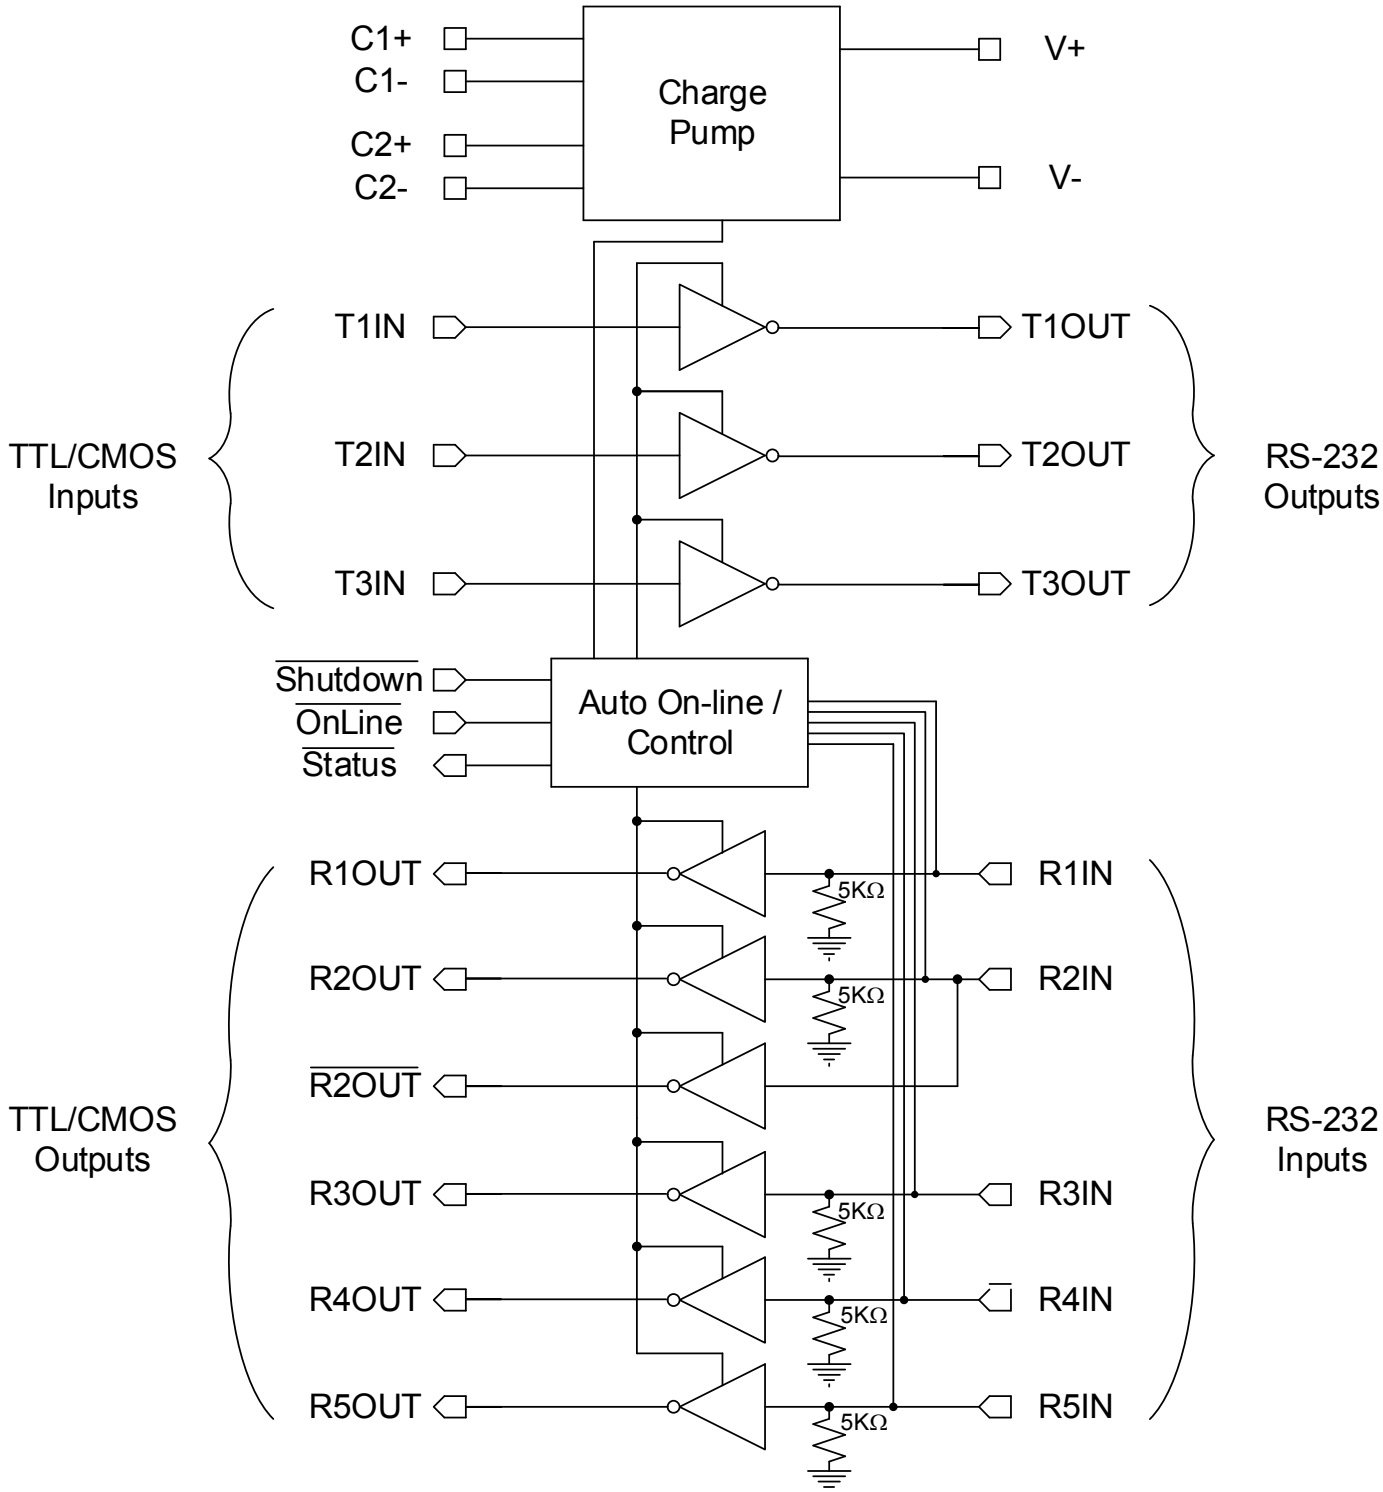 C1+
C1-
C2+
C2-
Charge
Pump
V+
V-
T1IN
T1OUT
T2IN
T2OUT
T3IN
T3OUT
TTL/CMOS
Inputs
RS-232
Outputs
Shutdown
OnLine
Status
Auto On-line /
Control
R1OUT
5KΩ
R1IN
R2OUT
5KΩ
R2IN
R2OUT
TTL/CMOS
Outputs
RS-232
Inputs
R3OUT
5KΩ
R3IN
R4OUT
5KΩ
R4IN
R5OUT
5KΩ
R5IN